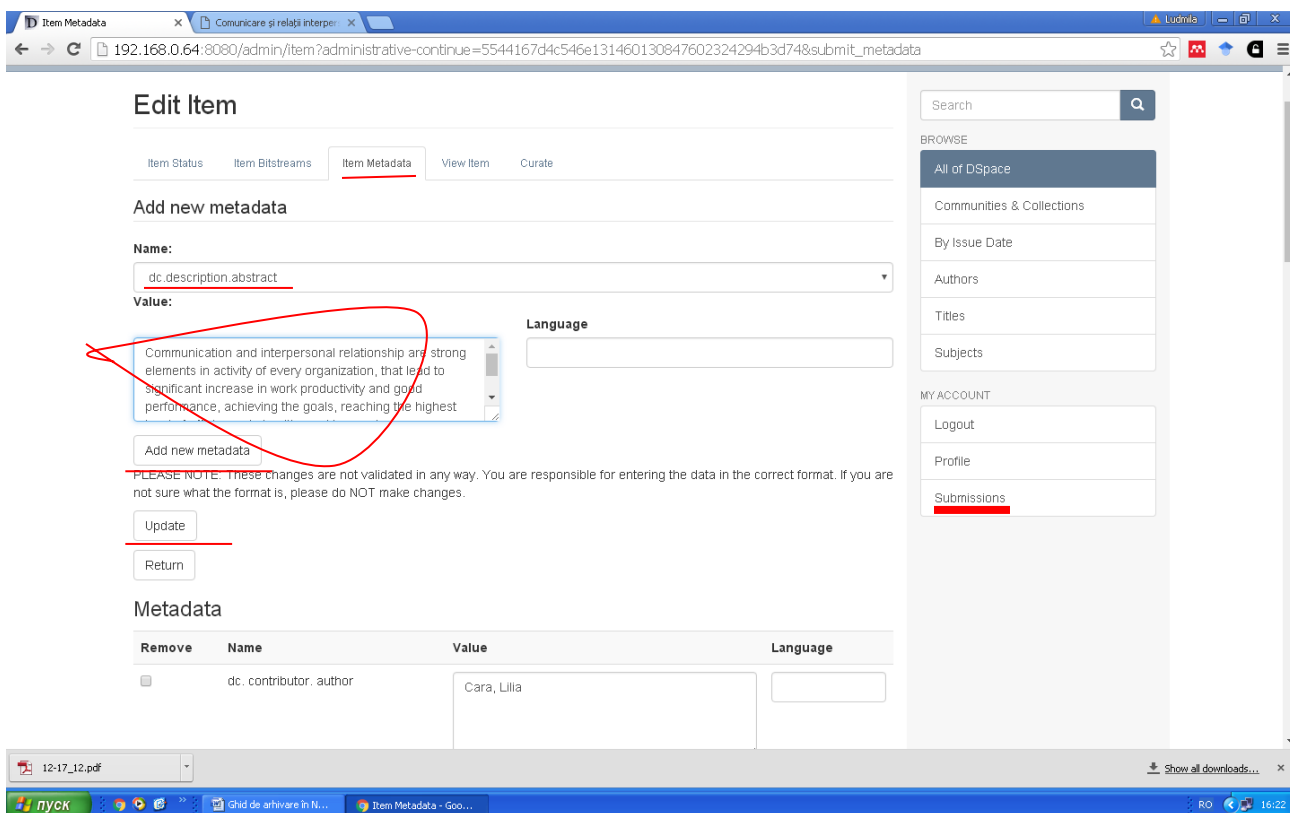 Item Metadata
Comunicare și relații interper
Ludmila
192.168.0.64:8080/admin/item?administrative-continue=5544167d4c546e131460130847602324294b3d74&submit_metadata
Edit Item
Item Status
Item Bitstreams
Item Metadata
View Item
Curate
Add new metadata
Name:
dc.description.abstract
Value:
Language
Communication and interpersonal relationship are strong
elements in activity of every organization, that lead to
significant increase in work productivity and good
performance, achieving the goals, reaching the highest
Add new metadata
PLEASE NOTE: These changes are not validated in any way. You are responsible for entering the data in the correct format. If you are
not sure what the format is, please do NOT make changes.
Update
Return
Metadata
Remove Name Value Language
dc. contributor. author
Cara, Lilia
Search
BROWSE
All of DSpace
Communities & Collections
By Issue Date
Authors
Titles
Subjects
MY ACCOUNT
Logout
Profile
Submissions
12-17_12.pdf
Show all downloads...
пуск
Ghid de arhivare în N...
Item Metadata - Goo...
RO
16:22